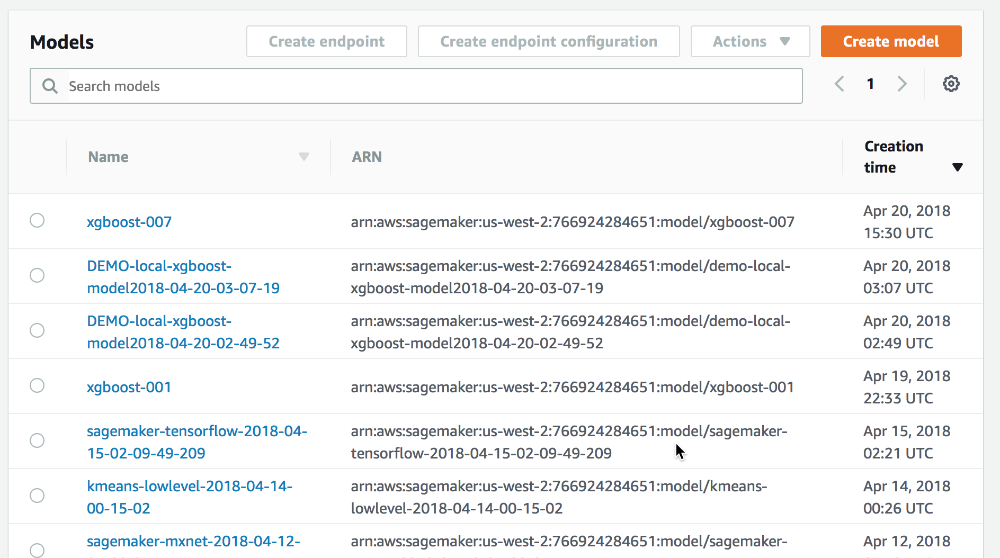 Models
Create endpoint
Create endpoint configuration
Actions
Create model
Search models
1
Name
ARN
Creation
time
xgboost-007
arn:aws:sagemaker:us-west-2:766924284651:model/xgboost-007
Apr 20, 2018
15:30 UTC
DEMO-local-xgboost-
model2018-04-20-03-07-19
arn:aws:sagemaker:us-west-2:766924284651:model/demo-local-
xgboost-model2018-04-20-03-07-19
Apr 20, 2018
03:07 UTC
DEMO-local-xgboost-
model2018-04-20-02-49-52
arn:aws:sagemaker:us-west-2:766924284651:model/demo-local-
xgboost-model2018-04-20-02-49-52
Apr 20, 2018
02:49 UTC
xgboost-001
arn:aws:sagemaker:us-west-2:766924284651:model/xgboost-001
Apr 19, 2018
22:33 UTC
sagemaker-tensorflow-2018-04-
15-02-09-49-209
arn:aws:sagemaker:us-west-2:766924284651:model/sagemaker-
tensorflow-2018-04-15-02-09-49-209
Apr 15, 2018
02:21 UTC
kmeans-lowlevel-2018-04-14-
00-15-02
arn:aws:sagemaker:us-west-2:766924284651:model/kmeans-
lowlevel-2018-04-14-00-15-02
Apr 14, 2018
00:26 UTC
sagemaker-mxnet-2018-04-12-
arn:aws:sagemaker:us-west-2:766924284651:model/sagemaker-
Apr 12, 2018